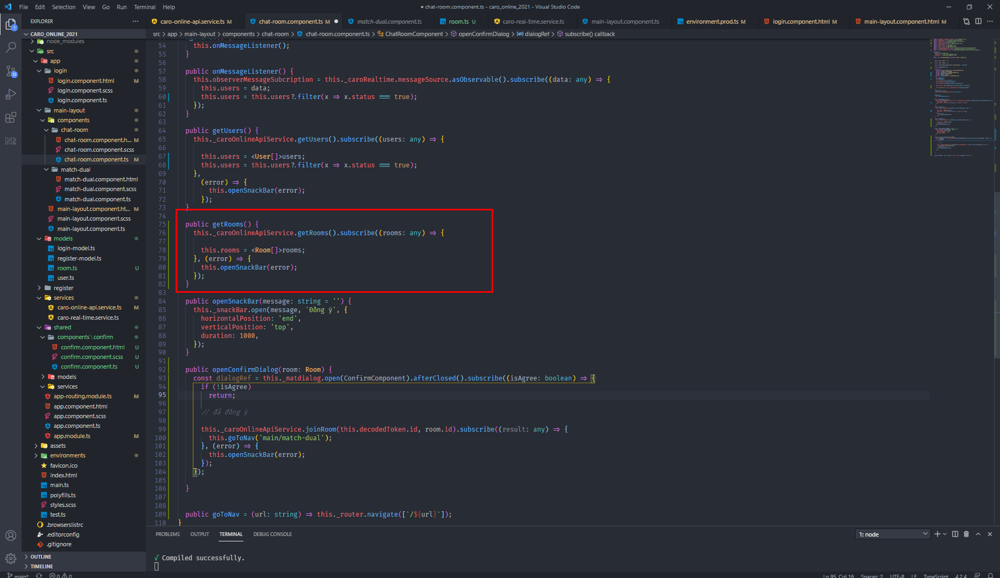 File Edit Selection View Go Run Terminal Help
● chat-room.component.ts - caro_online_2021 - Visual Studio Code
EXPLORER
caro-online-api.service.ts M
chat-room.component.ts M ●
match-dual.component.ts
room.ts U
caro-real-time.service.ts
main-layout.component.ts
environment.prod.ts M
login.component.html M
main-layout.component.html M
src > app > main-layout > components > chat-room > chat-room.component.ts > ChatRoomComponent > openConfirmDialog > dialogRef > subscribe() callback
CARO_ONLINE_2021
node_modules
src
app
login
login.component.html M
login.component.scss
login.component.ts
main-layout
components
chat-room
chat-room.component.h... M
chat-room.component.scss
chat-room.component.ts M
match-dual
match-dual.component.html
match-dual.component.scss
match-dual.component.ts
main-layout.component.ht... M
main-layout.component.scss
main-layout.component.ts
models
login-model.ts
register-model.ts
room.ts U
user.ts
register
services
caro-online-api.service.ts M
caro-real-time.service.ts
shared
components\confirm
confirm.component.html U
confirm.component.scss U
confirm.component.ts U
models
services
app-routing.module.ts M
app.component.html
app.component.scss
app.component.ts
app.module.ts M
assets
environments
favicon.ico
index.html
main.ts
polyfills.ts
styles.scss
test.ts
.browserslistrc
.editorconfig
.gitignore
OUTLINE
TIMELINE
54 this.onMessageListener();
55 }
56
57 public onMessageListener() {
58 this.observerMessageSubcription = this._caroRealtime.messageSource.asObservable().subscribe((data: any) => {
59 this.users = data;
60 this.users = this.users?.filter(x => x.status === true);
61 });
62 }
63
64 public getUsers() {
65 this._caroOnlineApiService.getUsers().subscribe((users: any) => {
66
67 this.users = <User[]>users;
68 this.users = this.users?.filter(x => x.status === true);
69 },
70 (error) => {
71 this.openSnackBar(error);
72 });
73 }
74
75 public getRooms() {
76 this._caroOnlineApiService.getRooms().subscribe((rooms: any) => {
77
78 this.rooms = <Room[]>rooms;
79 }, (error) => {
80 this.openSnackBar(error);
81 });
82 }
83
84 public openSnackBar(message: string = '') {
85 this._snackBar.open(message, 'Đồng ý', {
86 horizontalPosition: 'end',
87 verticalPosition: 'top',
88 duration: 1000,
89 });
90 }
91
92 public openConfirmDialog(room: Room) {
93 const dialogRef = this._matdialog.open(ConfirmComponent).afterClosed().subscribe((isAgree: boolean) => {
94 if (!isAgree)
95 return;
96
97 // đã đồng ý
98
99 this._caroOnlineApiService.joinRoom(this.decodedToken.id, room.id).subscribe((result: any) => {
100 this.goToNav('main/match-dual');
101 }, (error) => {
102 this.openSnackBar(error);
103 });
104 });
105
106 }
107
108
109 public goToNav = (url: string) => this._router.navigate([`/${url}`]);
110 }
PROBLEMS OUTPUT TERMINAL DEBUG CONSOLE
1: node
√ Compiled successfully.
main* 0 0
Ln 95, Col 16 Spaces: 2 UTF-8 LF TypeScript 4.2.4